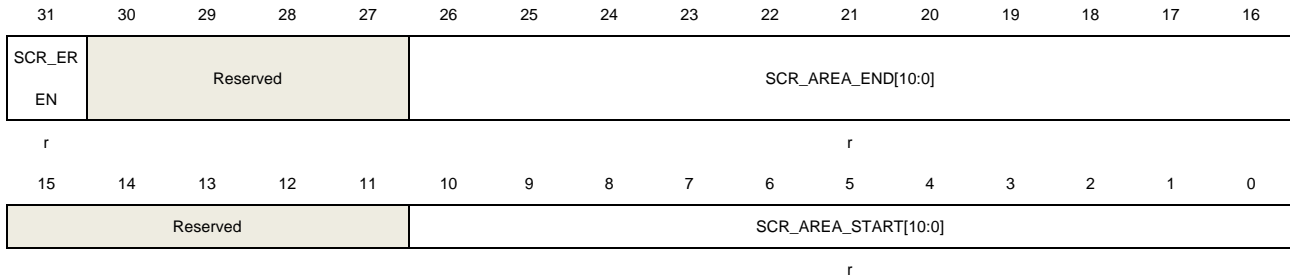 31 30 29 28 27 26 25 24 23 22 21 20 19 18 17 16
SCR_ER
EN
Reserved
SCR_AREA_END[10:0]
r r
15 14 13 12 11 10 9 8 7 6 5 4 3 2 1 0
Reserved SCR_AREA_START[10:0]
r